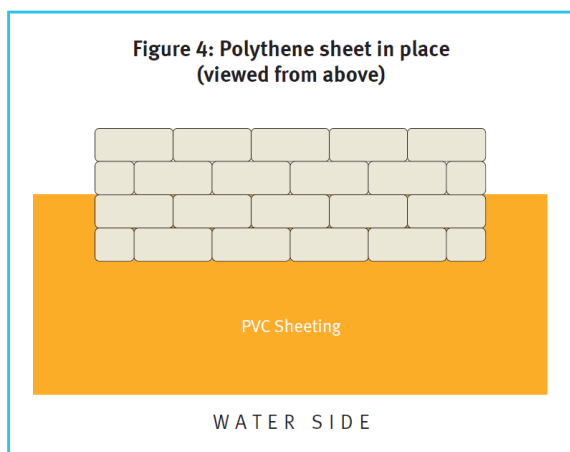 Figure 4: Polythene sheet in place
(viewed from above)
PVC Sheeting
WATER SIDE